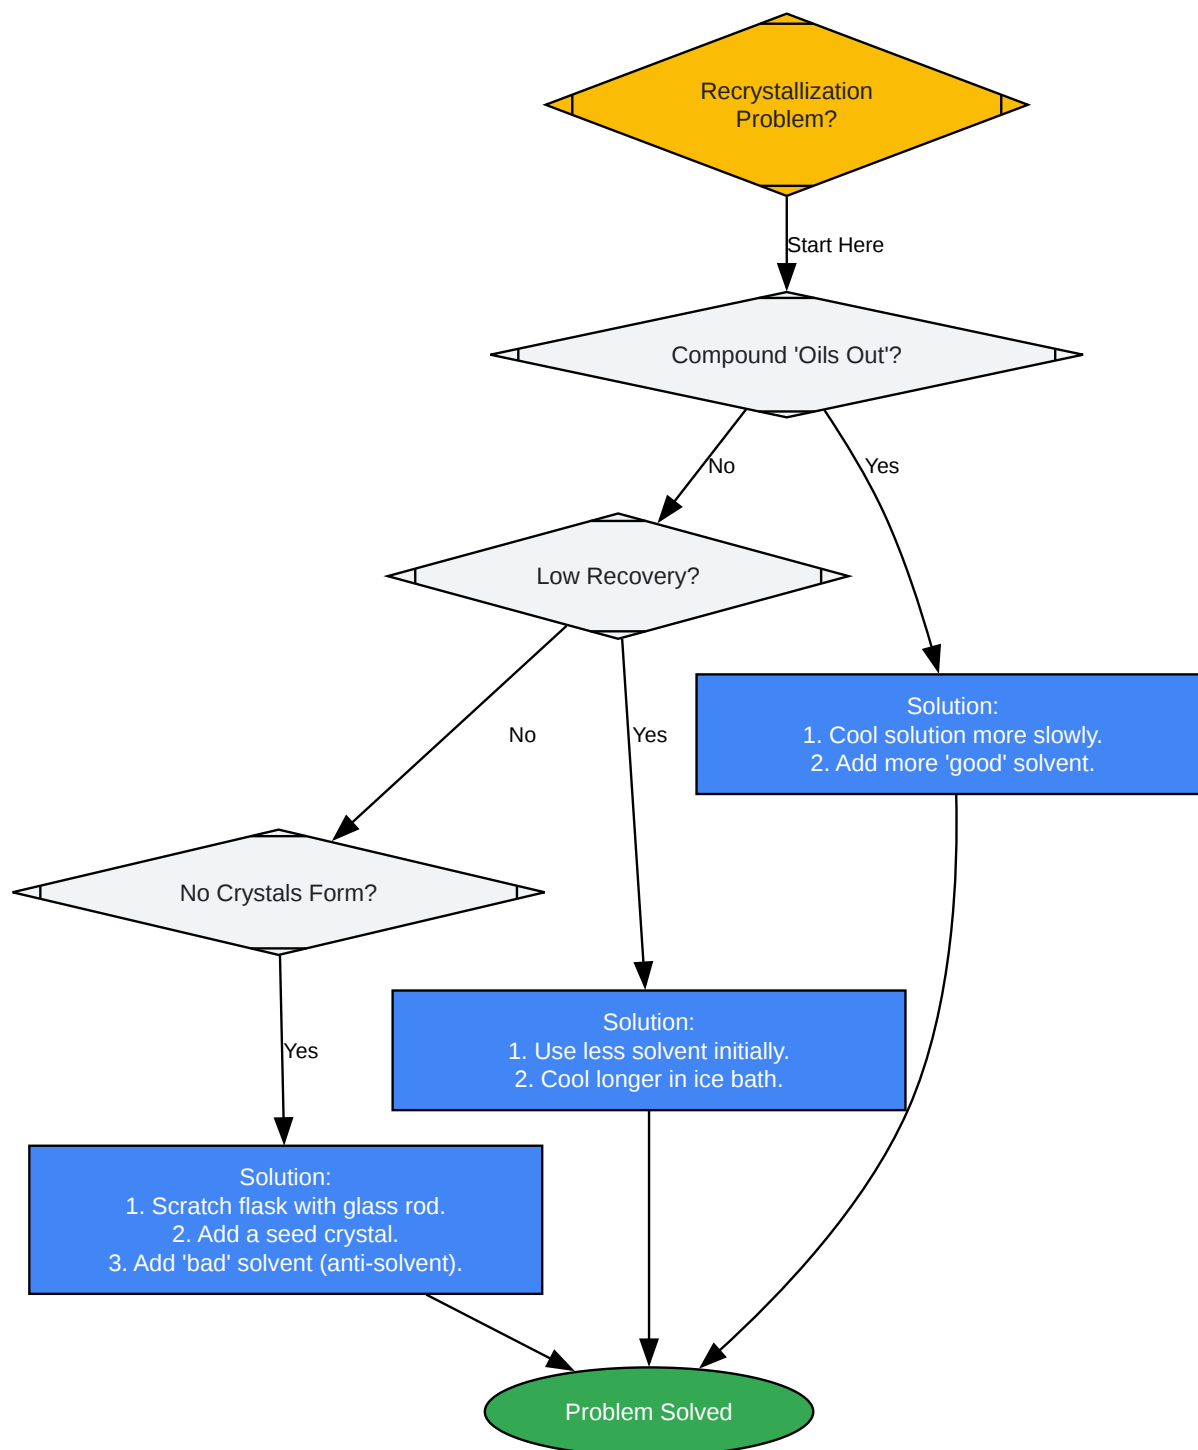 Recrystallization
Problem?
Start Here
Compound 'Oils Out'?
No
Yes
Low Recovery?
Solution:
1. Cool solution more slowly.
2. Add more 'good' solvent.
No
Yes
No Crystals Form?
Solution:
1. Use less solvent initially.
2. Cool longer in ice bath.
Yes
Solution:
1. Scratch flask with glass rod.
2. Add a seed crystal.
3. Add 'bad' solvent (anti-solvent).
Problem Solved